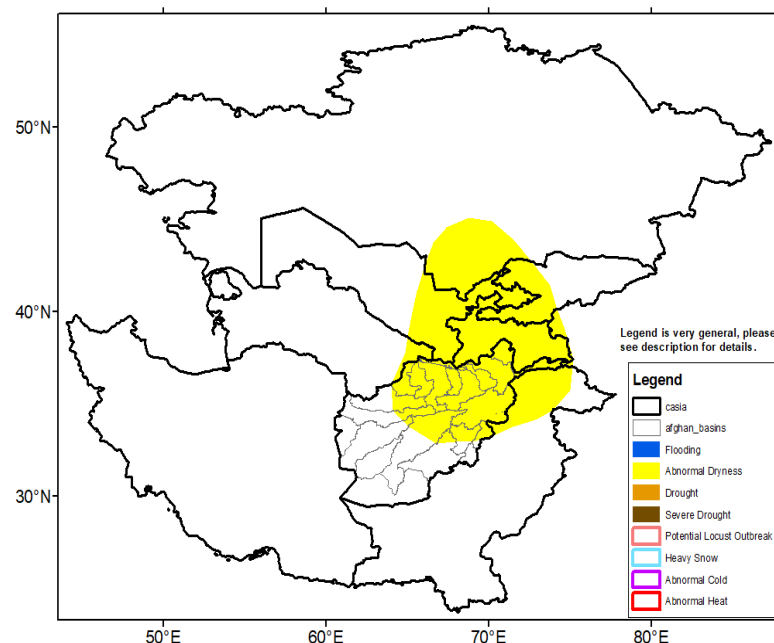 50°N
40°N
30°N
50°E
60°E
70°E
80°E
Legend is very general, please
see description for details.
Legend
casia
afghan_basins
Flooding
Abnormal Dryness
Drought
Severe Drought
Potential Locust Outbreak
Heavy Snow
Abnormal Cold
Abnormal Heat